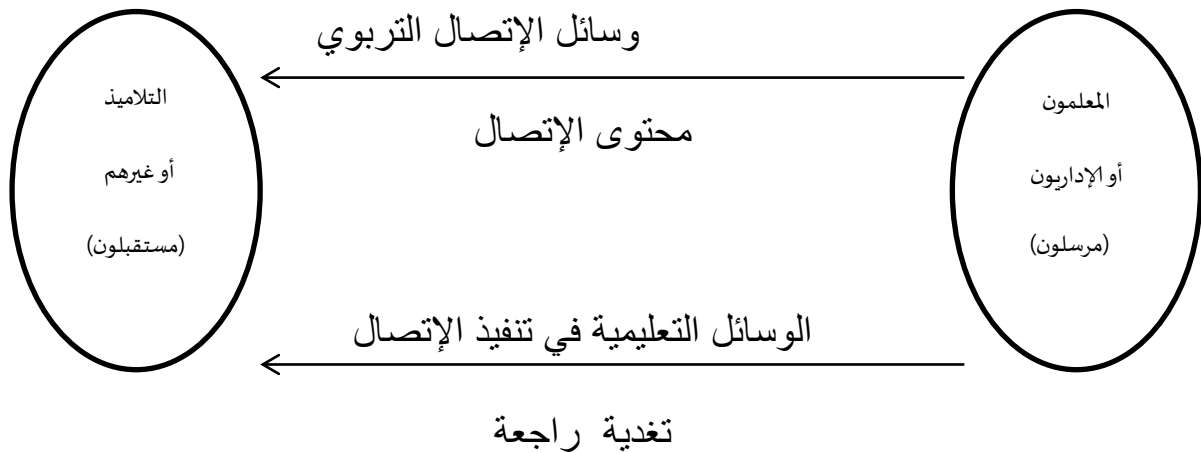 وسائل الإتصال التربوي
محتوى الإتصال
المعلمون
أو الإداريون
(مرسلون)
التلاميذ
أو غيرهم
(مستقبلون)
الوسائل التعليمية في تنفيذ الإتصال
تغدية راجعة